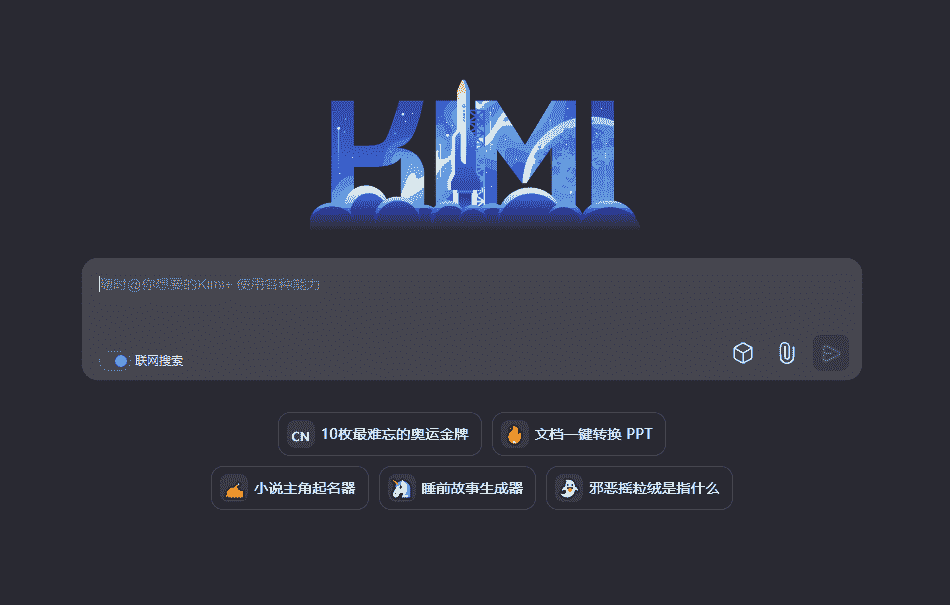 KIMI
随时@你想要的Kimi+ 使用各种能力
联网搜索
CN 10枚最难忘的奥运金牌
文档一键转换 PPT
小说主角起名器
睡前故事生成器
邪恶摇粒绒是指什么